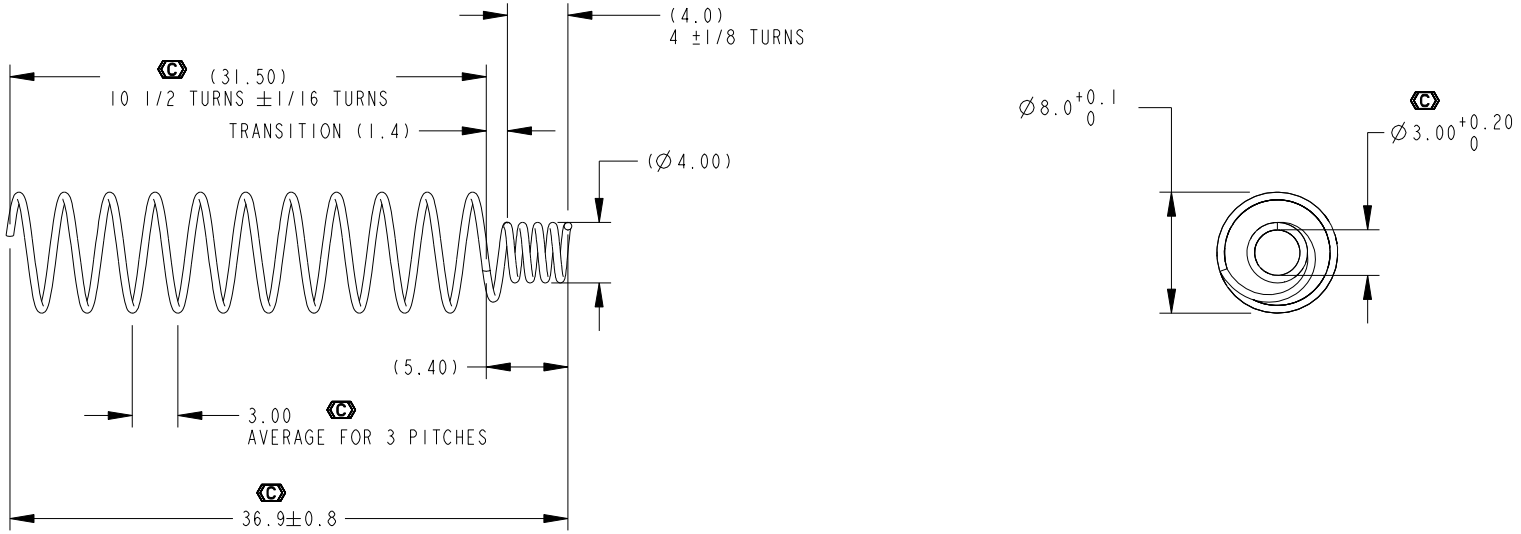 (4.0)
4 ±1/8 TURNS
C (31.50)
10 1/2 TURNS ±1/16 TURNS
TRANSITION (1.4)
(Ø4.00)
Ø8.0 +0.1
0
C
Ø3.00 +0.20
0
(5.40)
3.00 C
AVERAGE FOR 3 PITCHES
C
36.9±0.8